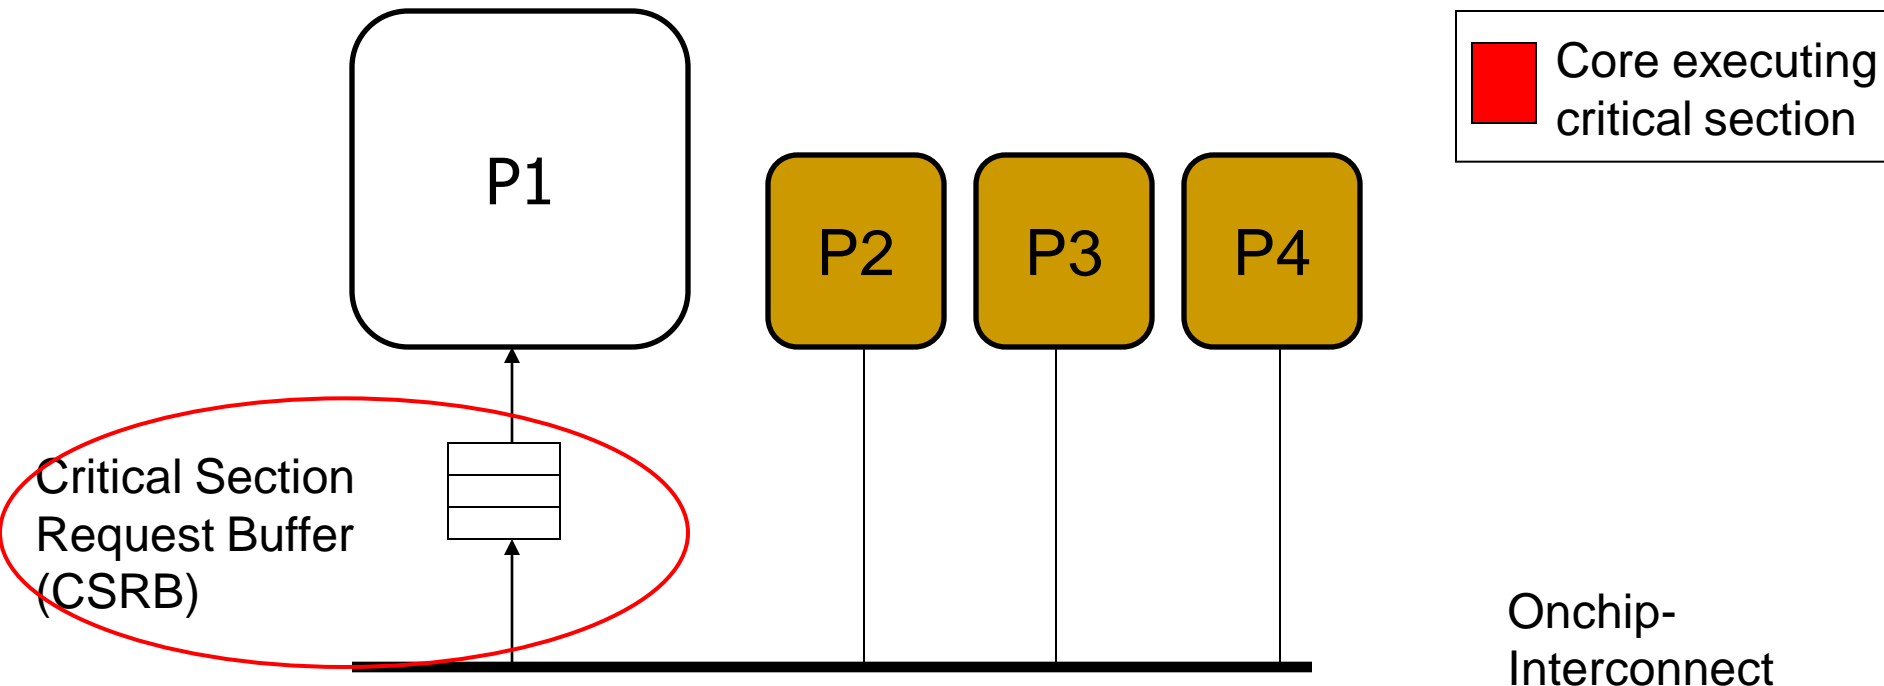 P1
P2
P3
P4
Core executing
critical section
Critical Section
Request Buffer
(CSRB)
Onchip-
Interconnect